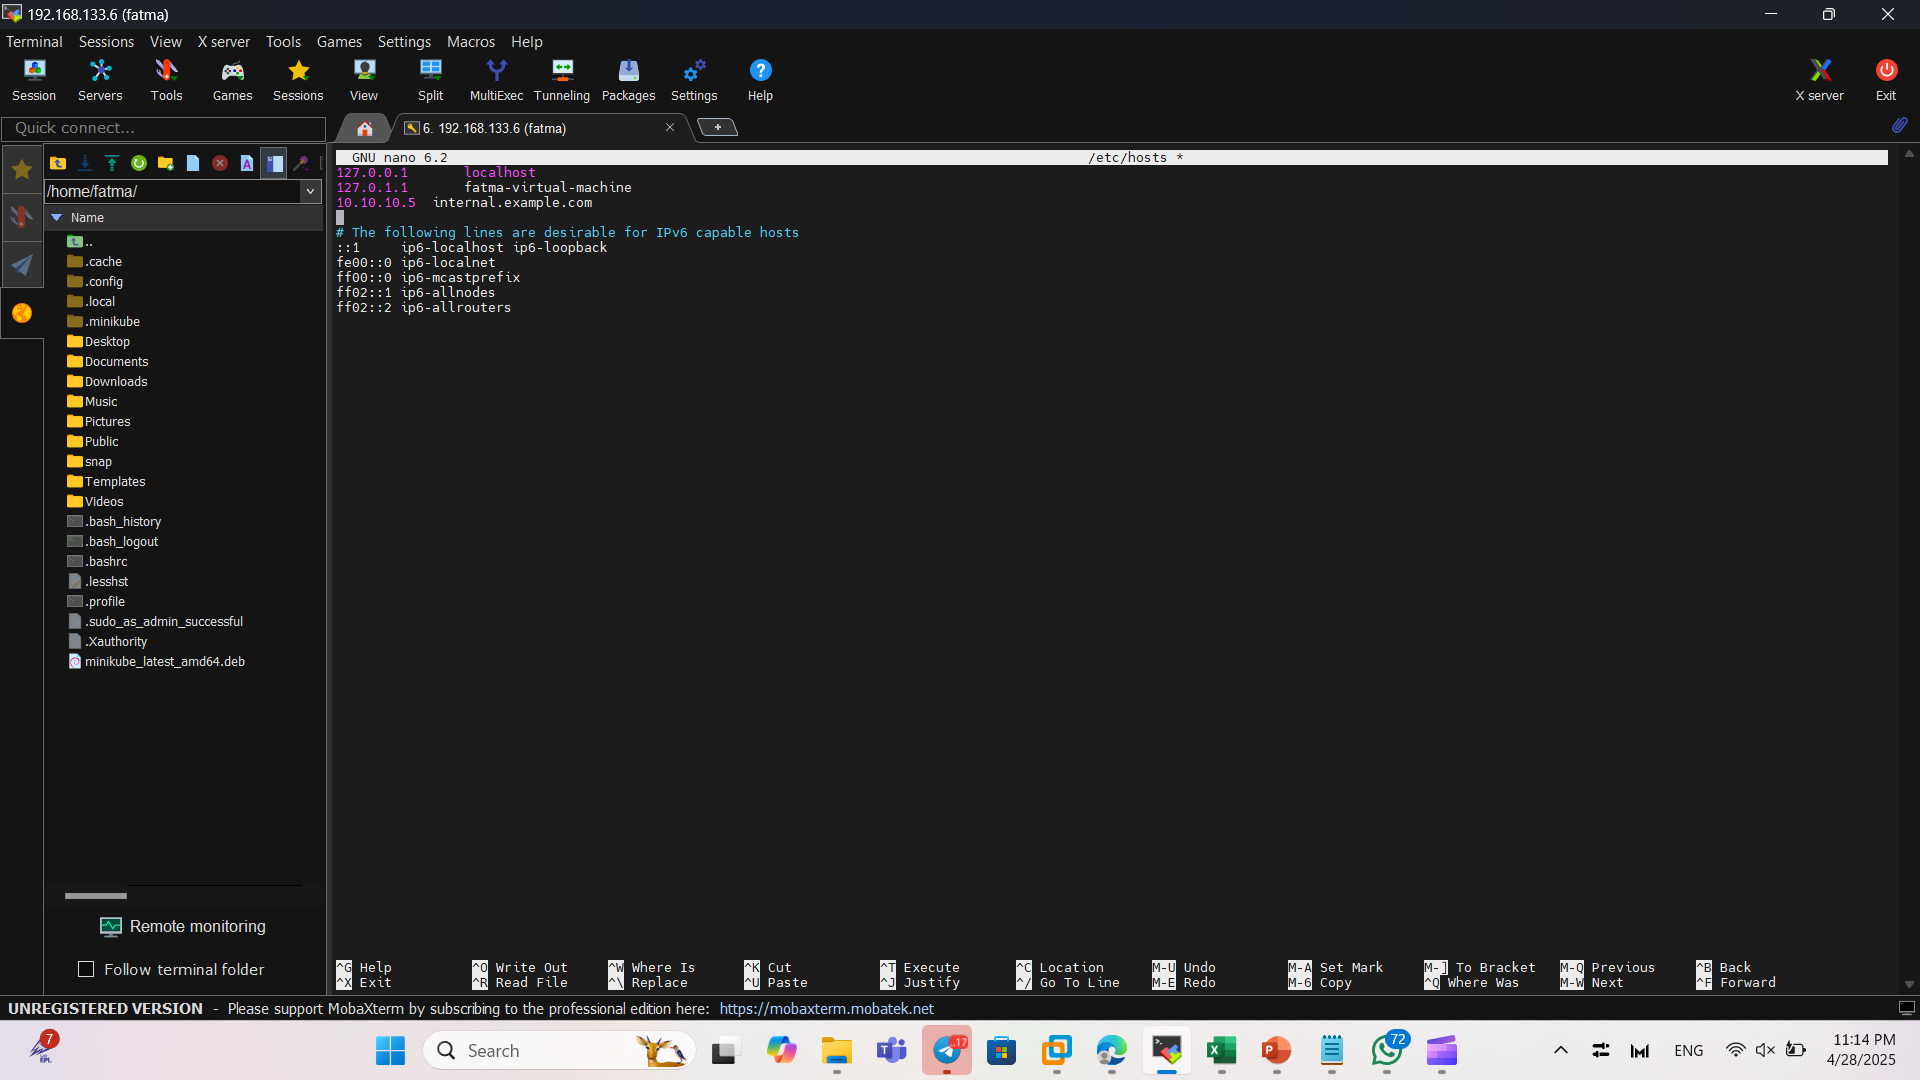 192.168.133.6 (fatma)
Terminal Sessions View X server Tools Games Settings Macros Help
Session Servers Tools Games Sessions View Split MultiExec Tunneling Packages Settings Help X server Exit
Quick connect...
6. 192.168.133.6 (fatma)
/home/fatma/
Name
..
.cache
.config
.local
.minikube
Desktop
Documents
Downloads
Music
Pictures
Public
snap
Templates
Videos
.bash_history
.bash_logout
.bashrc
.lesshst
.profile
.sudo_as_admin_successful
.Xauthority
minikube_latest_amd64.deb
Remote monitoring
Follow terminal folder
GNU nano 6.2 /etc/hosts *
127.0.0.1 localhost
127.0.1.1 fatma-virtual-machine
10.10.10.5 internal.example.com
# The following lines are desirable for IPv6 capable hosts
::1 ip6-localhost ip6-loopback
fe00::0 ip6-localnet
ff00::0 ip6-mcastprefix
ff02::1 ip6-allnodes
ff02::2 ip6-allrouters
^G Help ^O Write Out ^W Where Is ^K Cut ^T Execute ^C Location M-U Undo M-A Set Mark M-] To Bracket M-Q Previous ^B Back
^X Exit ^R Read File ^\ Replace ^U Paste ^J Justify ^/ Go To Line M-E Redo M-6 Copy ^Q Where Was M-W Next ^F Forward
UNREGISTERED VERSION - Please support MobaXterm by subscribing to the professional edition here: https://mobaxterm.mobatek.net
7
Search
17
72
ENG
11:14 PM
4/28/2025